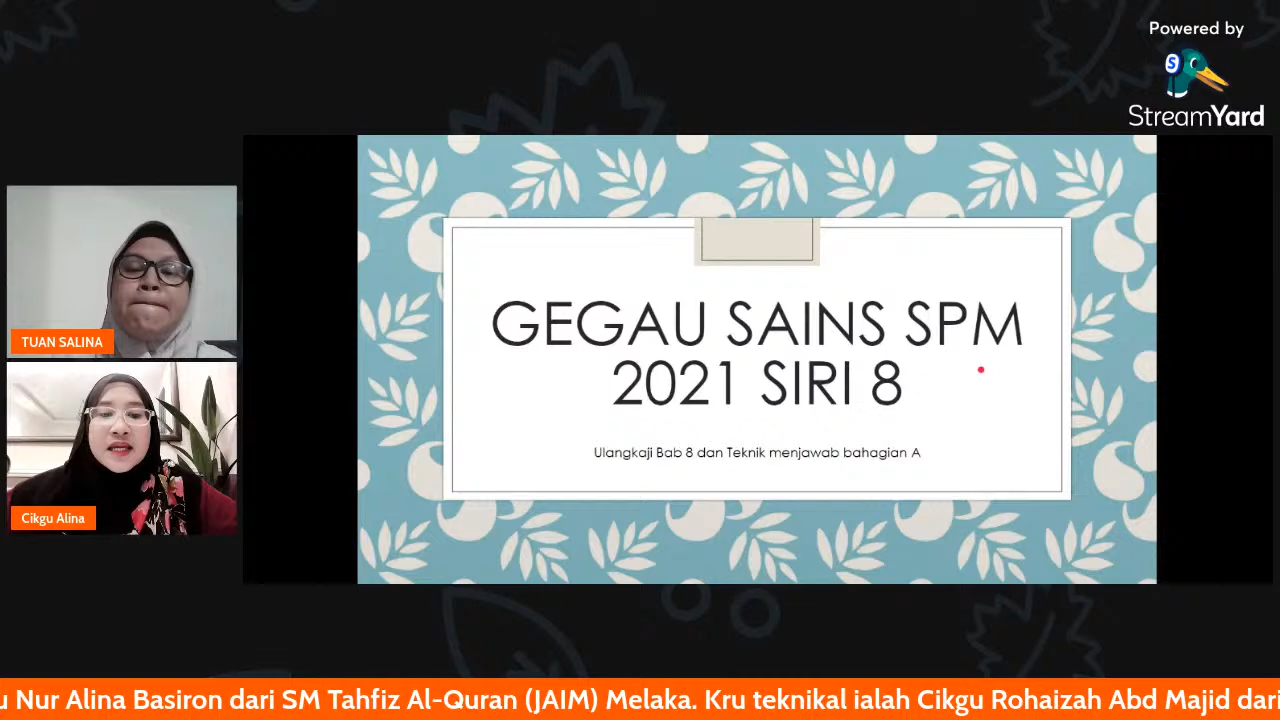 Powered by
StreamYard
TUAN SALINA
Cikgu Alina
GEGAU SAINS SPM
2021 SIRI 8
Ulangkaji Bab 8 dan Teknik menjawab bahagian A
u Nur Alina Basiron dari SM Tahfiz Al-Quran (JAIM) Melaka. Kru teknikal ialah Cikgu Rohaizah Abd Majid dari